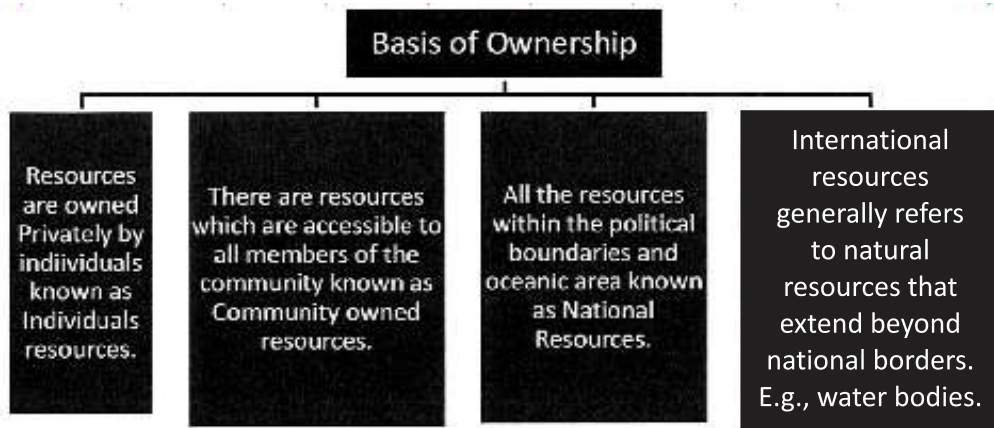 Basis of Ownership
Resources
are owned
Privately by
indiividuals
known as
Individuals
resources.
There are resources
which are accessible to
all members of the
community known as
Community owned
resources.
All the resources
within the political
boundaries and
oceanic area known
as National
Resources.
International
resources
generally refers
to natural
resources that
extend beyond
national borders.
E.g., water bodies.